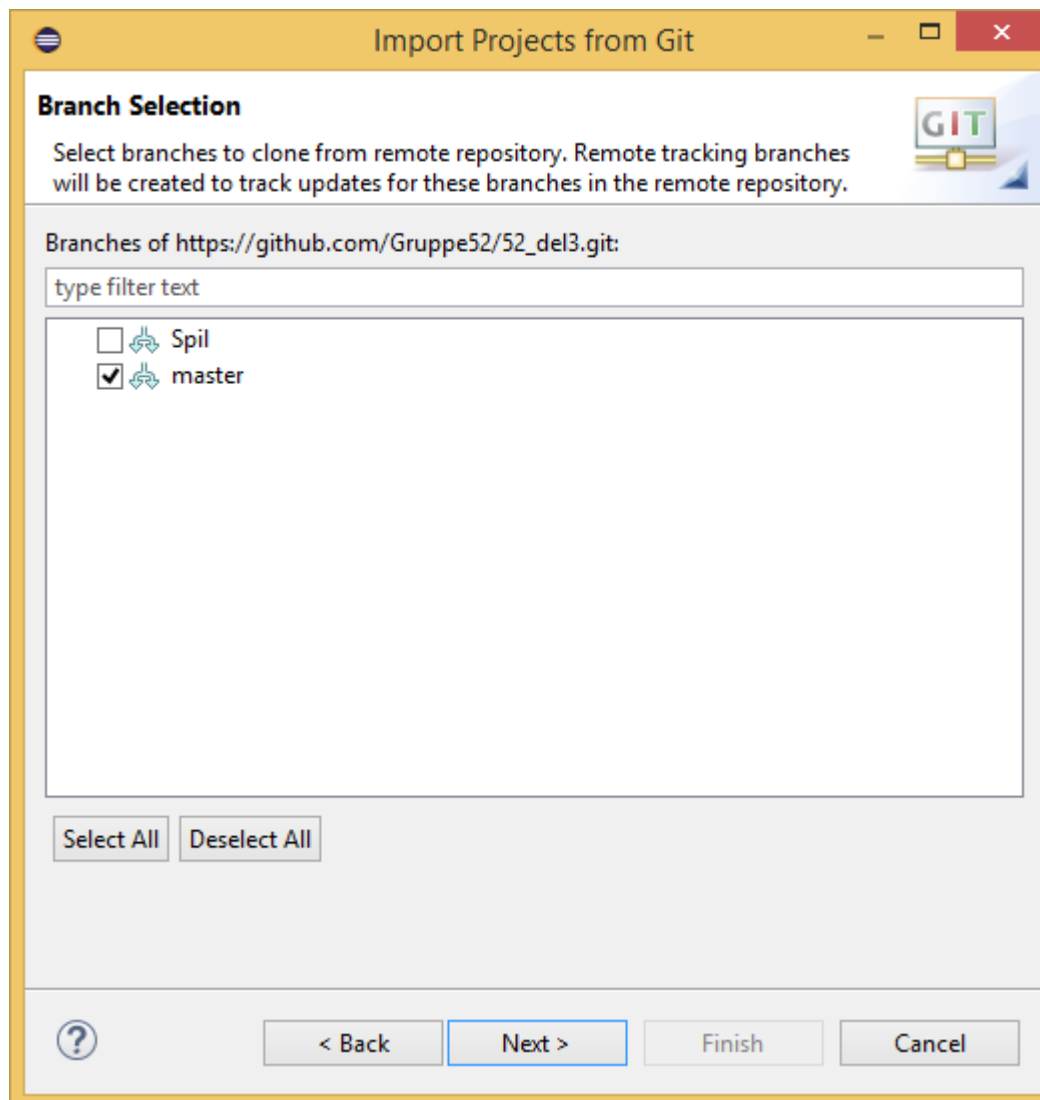 Import Projects from Git
Branch Selection
GIT
Select branches to clone from remote repository. Remote tracking branches
will be created to track updates for these branches in the remote repository.
Branches of https://github.com/Gruppe52/52_del3.git:
type filter text
Spil
master
Select All Deselect All
? < Back Next > Finish Cancel